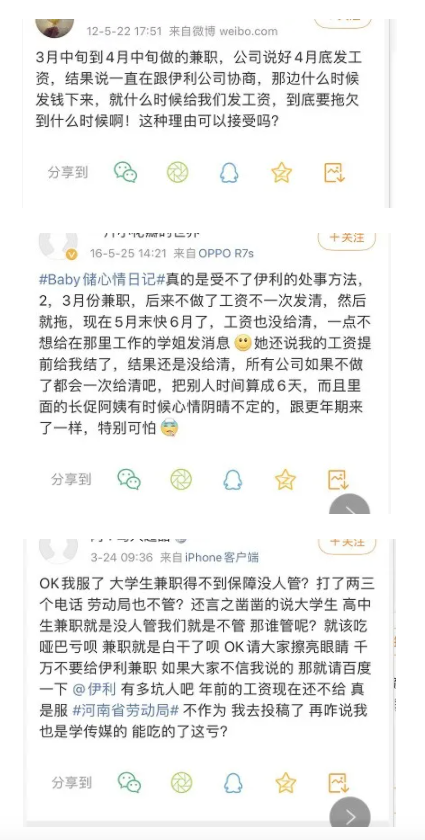 12-5-22 17:51 来自微博 weibo.com
3月中旬到4月中旬做的兼职，公司说好4月底发工
资，结果说一直在跟伊利公司协商，那边什么时候
发钱下来，就什么时候给我们发工资，到底要拖欠
到什么时候啊！这种理由可以接受吗？
分享到
＋关注
16-5-25 14:21 来自OPPO R7s
#Baby储心情日记#真的是受不了伊利的处事方法，
2，3月份兼职，后来不做了工资不一次发清，然后
就拖，现在5月末快6月了，工资也没给清，一点不
想给在那里工作的学姐发消息 她还说我的工资提
前给我结了，结果还是没给清，所有公司如果不做
了都会一次给清吧，把别人时间算成6天，而且里
面的长促阿姨有时候心情阴晴不定的，跟更年期来
了一样，特别可怕
分享到
＋关注
3-24 09:36 来自iPhone客户端
OK我服了 大学生兼职得不到保障没人管？打了两三
个电话 劳动局也不管？还言之凿凿的说大学生 高中
生兼职就是没人管我们就是不管 那谁管呢？就该吃
哑巴亏呗 兼职就是白干了呗 OK请大家擦亮眼睛 千
万不要给伊利兼职 如果大家不信我说的 那就请百度
一下 @伊利 有多坑人吧 年前的工资现在还不给 真
是服 #河南省劳动局# 不作为 我去投稿了 再咋说我
也是学传媒的 能吃的了这亏？
分享到